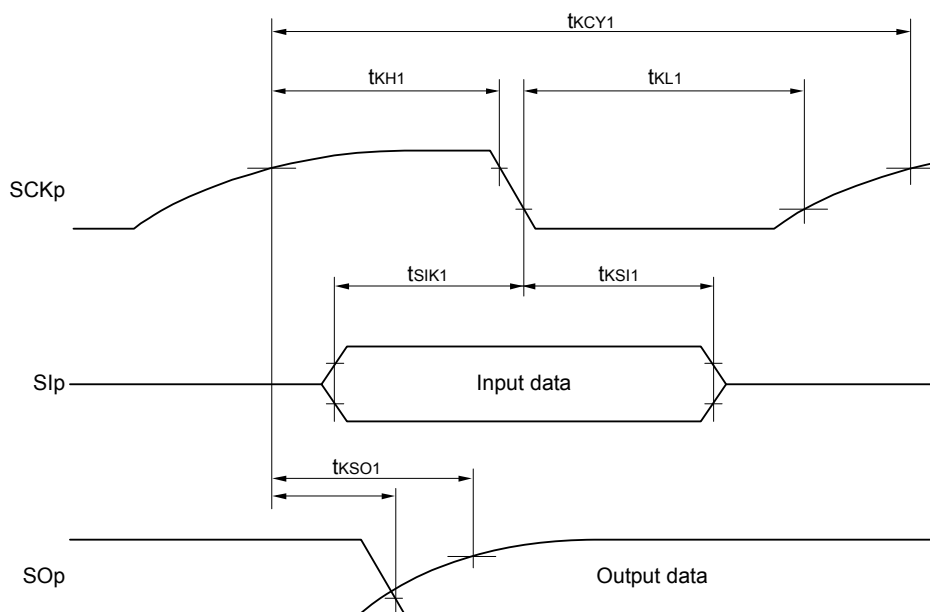 tKCY1
tKH1
tKL1
SCKp
tSIK1
tKSI1
SIp
Input data
tKSO1
SOp
Output data